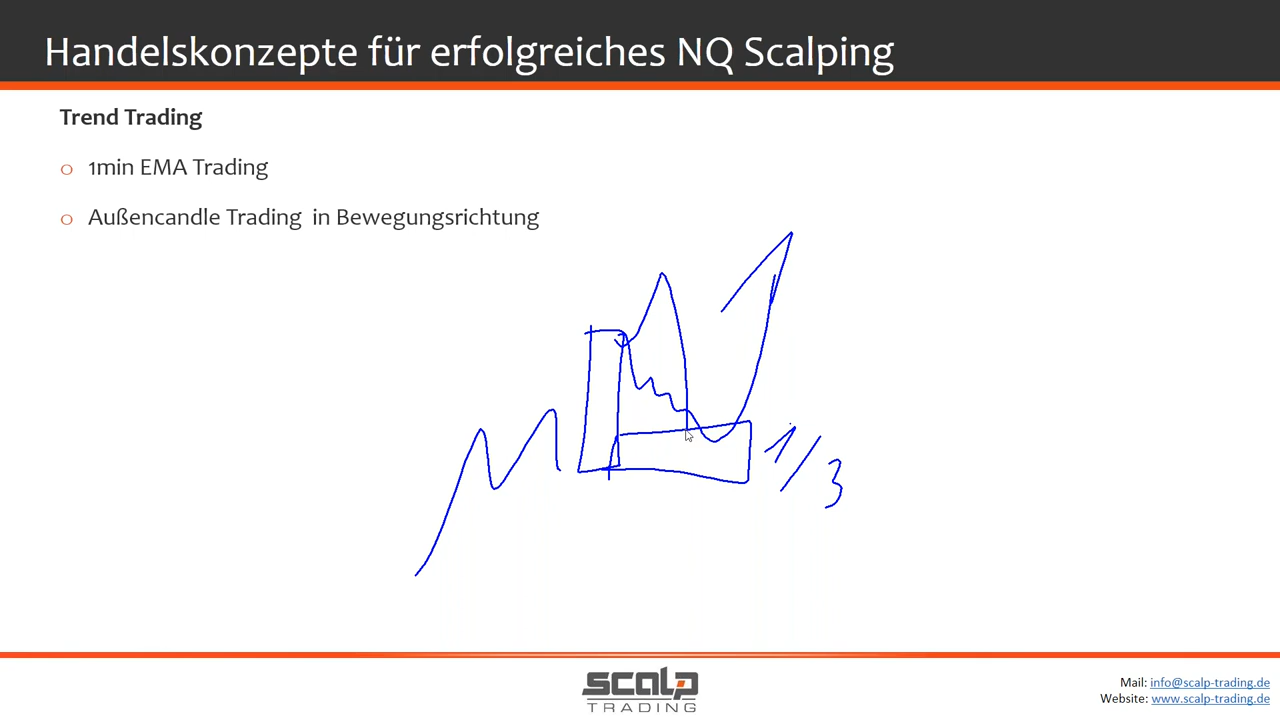 Handelskonzepte für erfolgreiches NQ Scalping
Trend Trading
o 1min EMA Trading
o Außencandle Trading in Bewegungsrichtung
1/3
SCALP
TRADING
Mail: info@scalp-trading.de
Website: www.scalp-trading.de